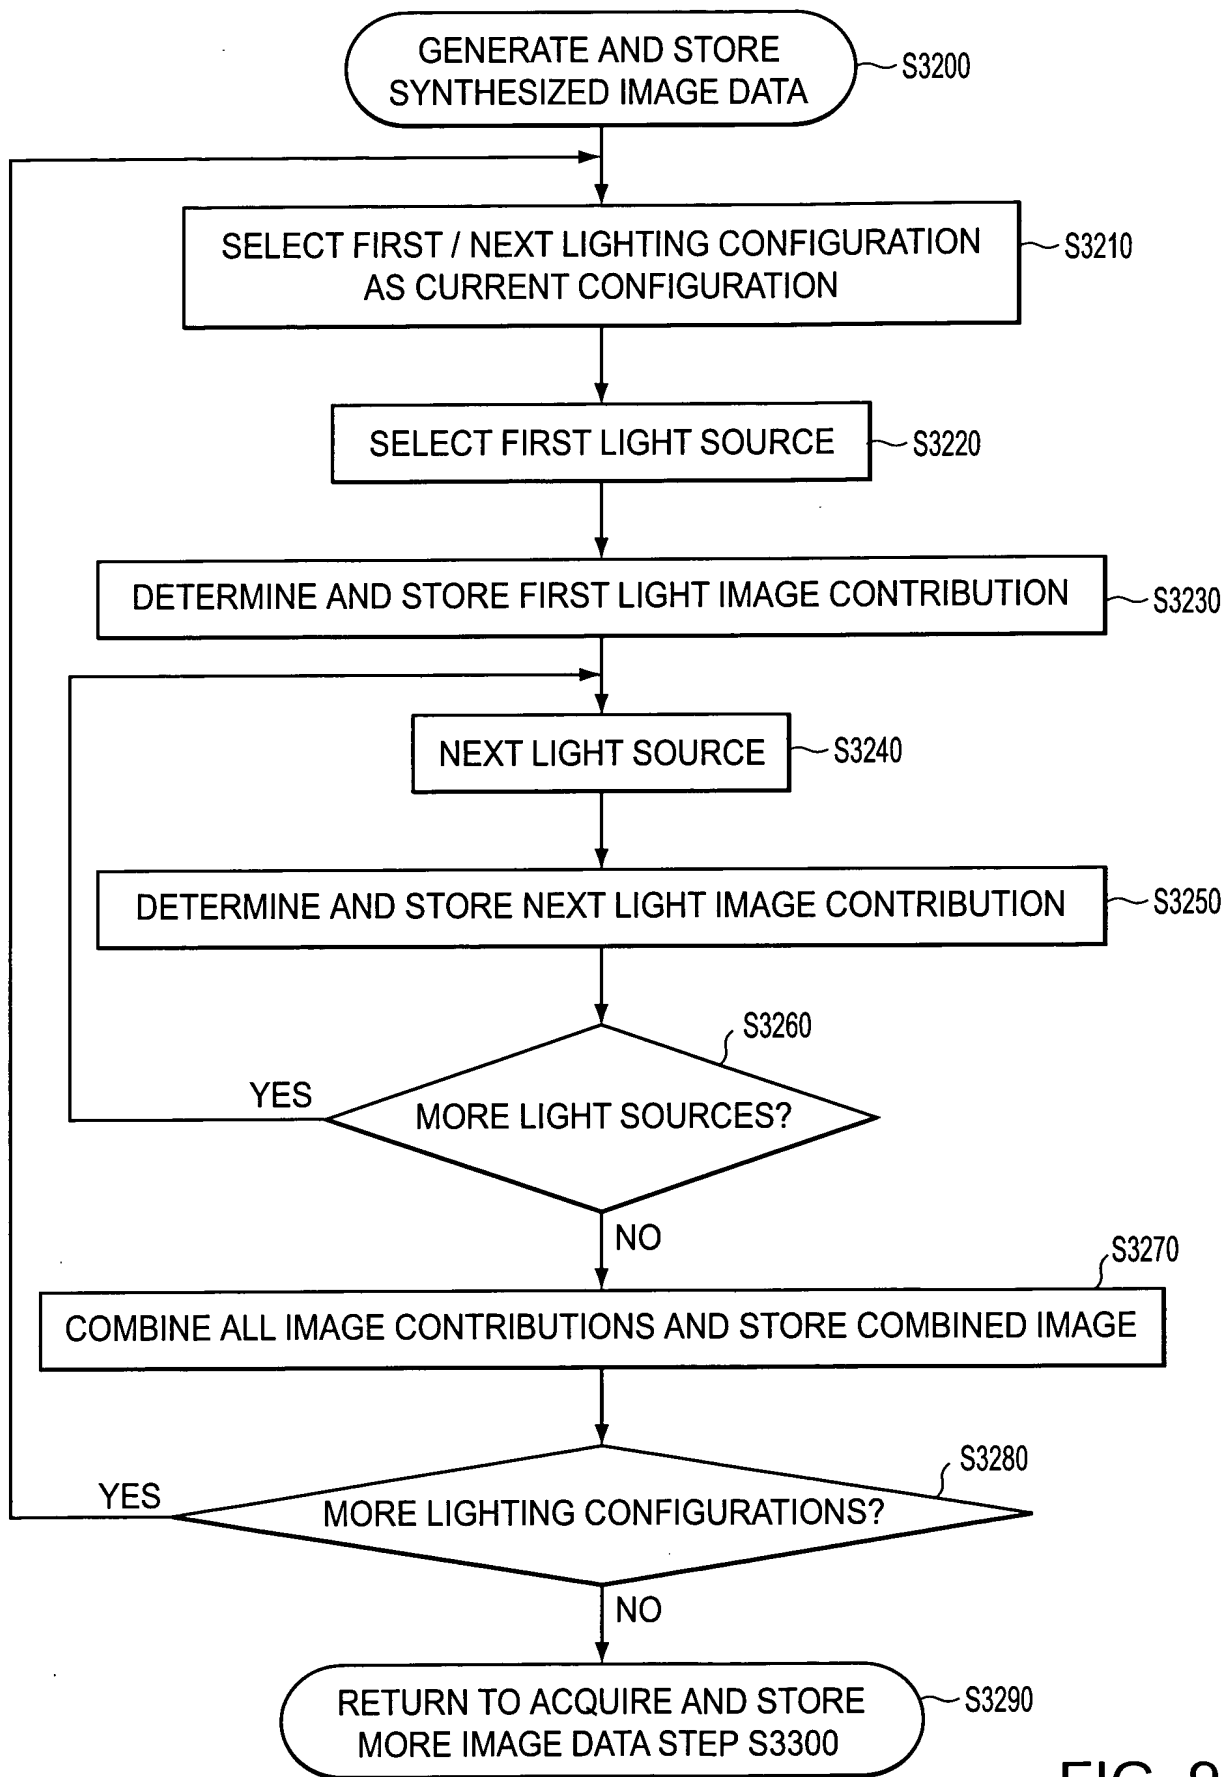 GENERATE AND STORE
SYNTHESIZED IMAGE DATA
S3200
SELECT FIRST / NEXT LIGHTING CONFIGURATION
AS CURRENT CONFIGURATION
S3210
SELECT FIRST LIGHT SOURCE
S3220
DETERMINE AND STORE FIRST LIGHT IMAGE CONTRIBUTION
S3230
NEXT LIGHT SOURCE
S3240
DETERMINE AND STORE NEXT LIGHT IMAGE CONTRIBUTION
S3250
S3260
YES
MORE LIGHT SOURCES?
NO
S3270
COMBINE ALL IMAGE CONTRIBUTIONS AND STORE COMBINED IMAGE
S3280
YES
MORE LIGHTING CONFIGURATIONS?
NO
RETURN TO ACQUIRE AND STORE
MORE IMAGE DATA STEP S3300
S3290
FIG.